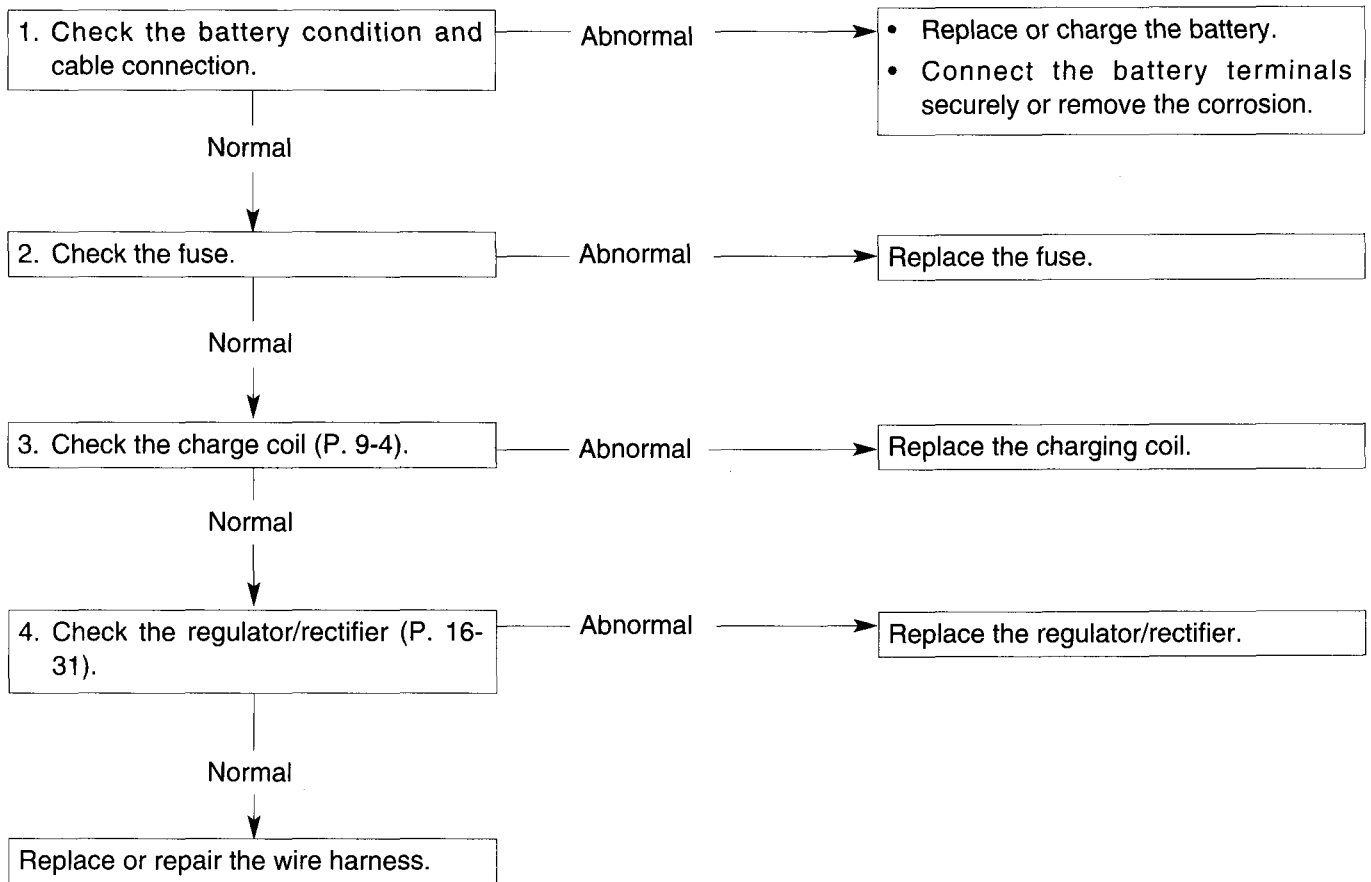 1. Check the battery condition and
cable connection.
Abnormal
• Replace or charge the battery.
• Connect the battery terminals
securely or remove the corrosion.
Normal
2. Check the fuse.
Abnormal
Replace the fuse.
Normal
3. Check the charge coil (P. 9-4).
Abnormal
Replace the charging coil.
Normal
4. Check the regulator/rectifier (P. 16-
31).
Abnormal
Replace the regulator/rectifier.
Normal
Replace or repair the wire harness.